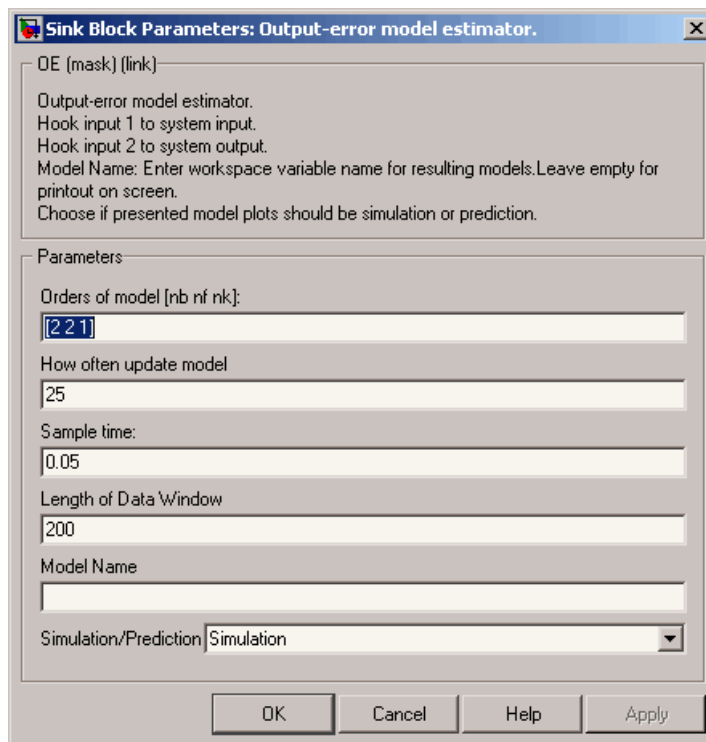 Sink Block Parameters: Output-error model estimator.
OE (mask) (link)
Output-error model estimator.
Hook input 1 to system input.
Hook input 2 to system output.
Model Name: Enter workspace variable name for resulting models.Leave empty for
printout on screen.
Choose if presented model plots should be simulation or prediction.
Parameters
Orders of model [nb nf nk]:
[2 2 1]
How often update model
25
Sample time:
0.05
Length of Data Window
200
Model Name
Simulation/Prediction Simulation
OK Cancel Help Apply